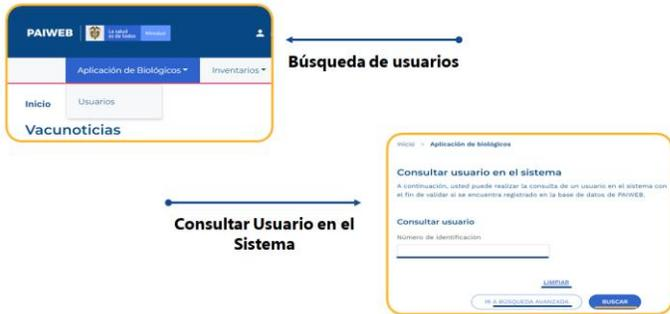 PAIWEB
La salud
es de todos
Minsalud
Aplicación de Biológicos
Inventarios
Inicio
Usuarios
Vacunoticias
Búsqueda de usuarios
Inicio > Aplicación de biológicos
Consultar usuario en el sistema
A continuación, usted puede realizar la consulta de un usuario en el sistema con
el fin de validar si se encuentra registrado en la base de datos de PAIWEB.
Consultar Usuario en el
Sistema
Consultar usuario
Número de identificación
LIMPIAR
IR A BÚSQUEDA AVANZADA
BUSCAR